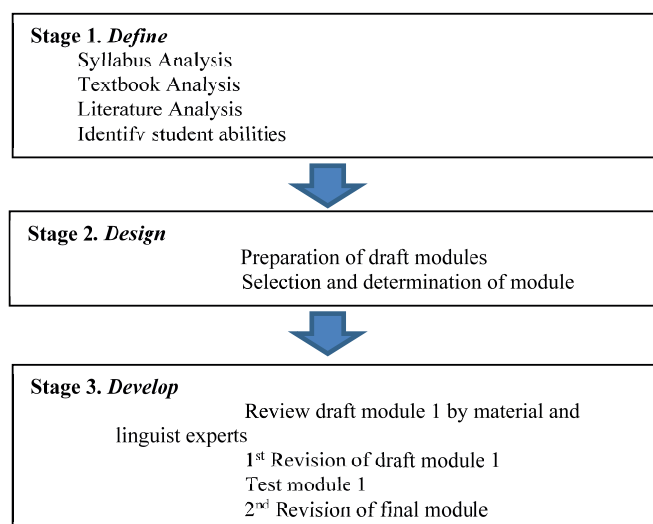 Stage 1. Define
Syllabus Analysis
Textbook Analysis
Literature Analysis
Identify student abilities
Stage 2. Design
Preparation of draft modules
Selection and determination of module
Stage 3. Develop
Review draft module 1 by material and
linguist experts
1st Revision of draft module 1
Test module 1
2nd Revision of final module